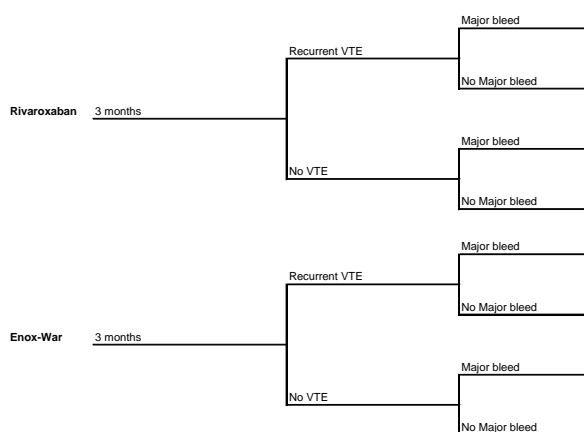 Major bleed
Recurrent VTE
No Major bleed
Rivaroxaban 3 months
Major bleed
No VTE
No Major bleed
Major bleed
Recurrent VTE
No Major bleed
Enox-War 3 months
Major bleed
No VTE
No Major bleed